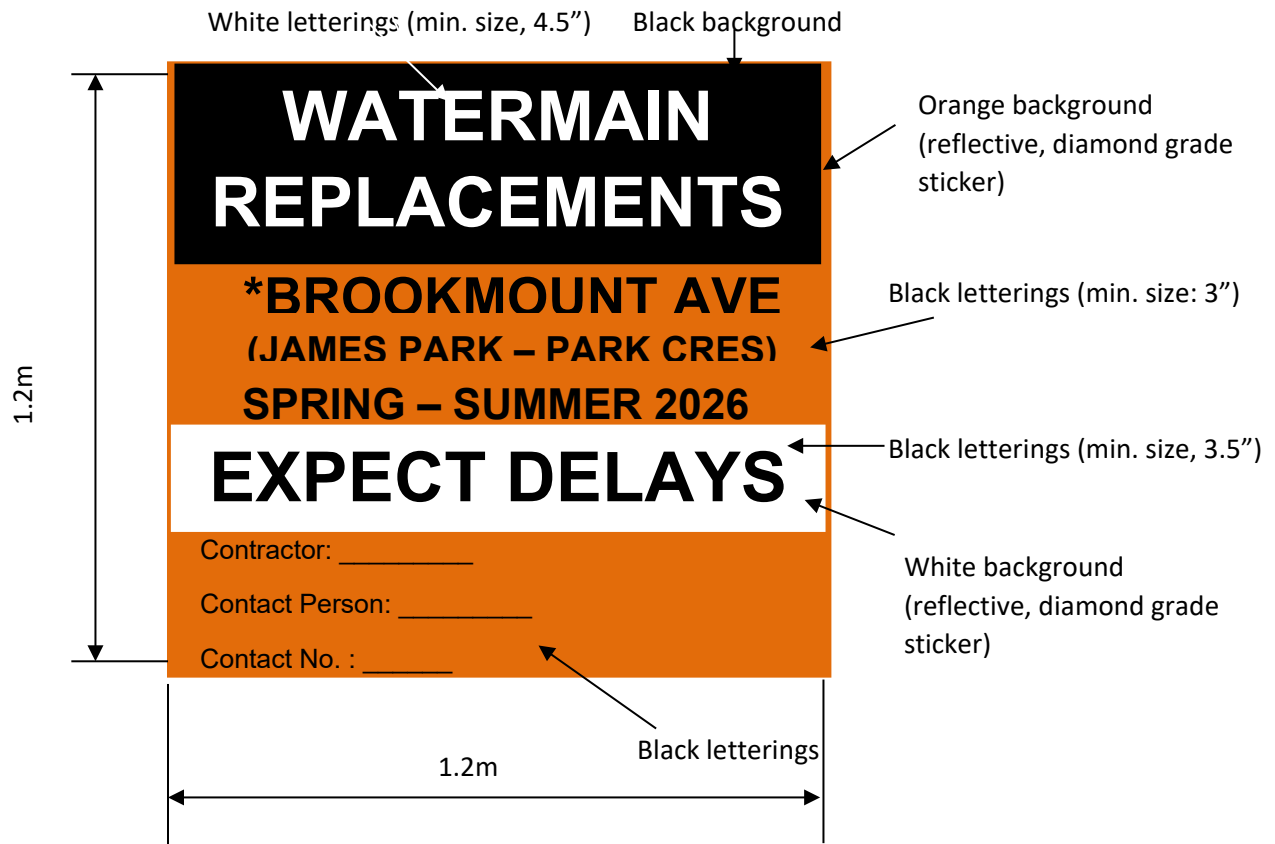 White letterings (min. size, 4.5”) Black background
WATERMAIN
REPLACEMENTS
Orange background
(reflective, diamond grade
sticker)
*BROOKMOUNT AVE
Black letterings (min. size: 3”)
(JAMES PARK – PARK CRES)
SPRING – SUMMER 2026
1.2m
EXPECT DELAYS
Black letterings (min. size, 3.5”)
Contractor: _________
White background
(reflective, diamond grade
sticker)
Contact Person: _________
Contact No. : ______
Black letterings
1.2m